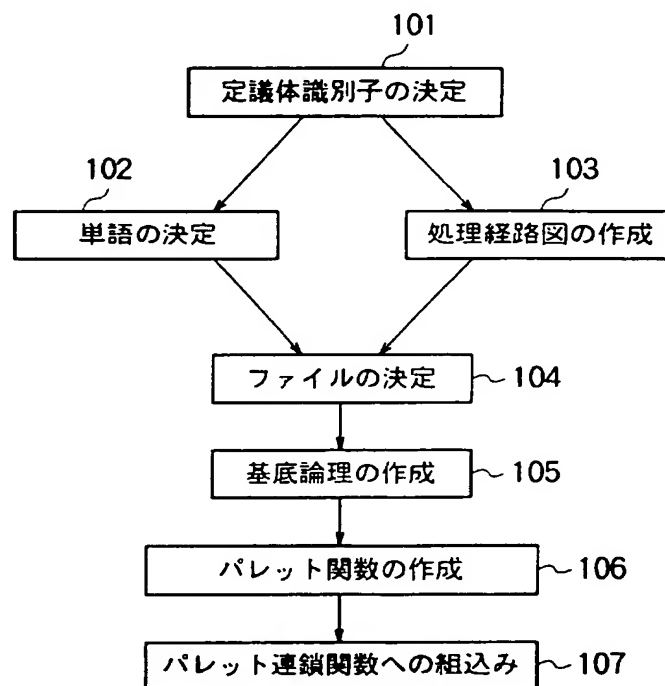 101
定議体識別子の決定
102
単語の決定
103
処理経路図の作成
ファイルの決定 104
基底論理の作成 105
パレット関数の作成 106
パレット連鎖関数への組込み 107